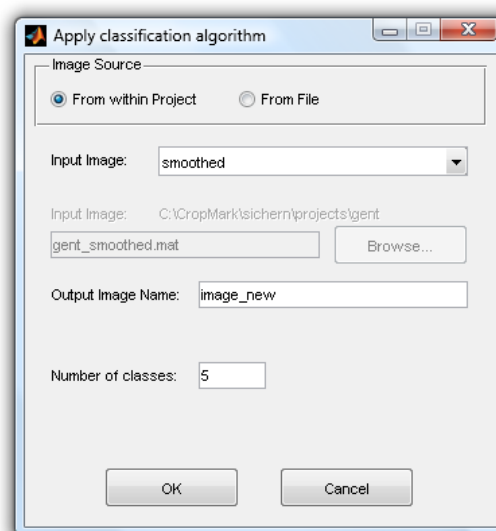 Apply classification algorithm
Image Source
From within Project From File
Input Image: smoothed
Input Image: C:\CropMark\sichern\projects\gent
gent_smoothed.mat Browse...
Output Image Name: image_new
Number of classes: 5
OK Cancel